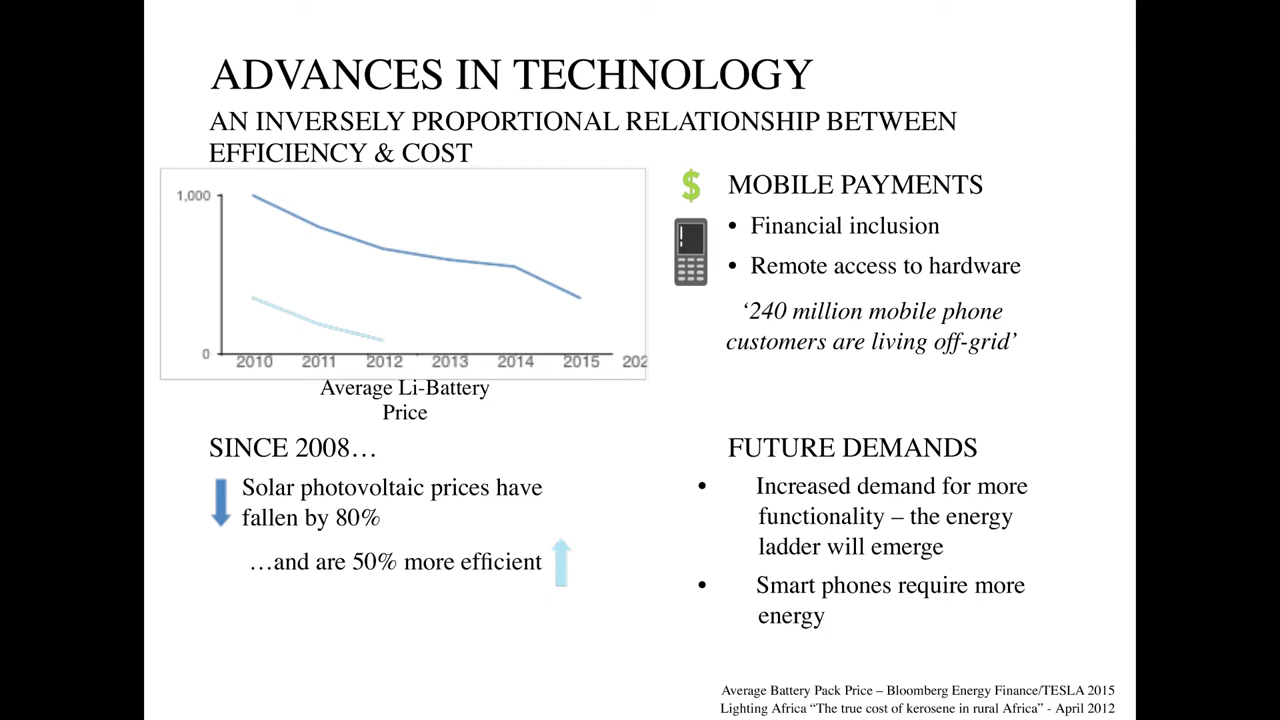 ADVANCES IN TECHNOLOGY
AN INVERSELY PROPORTIONAL RELATIONSHIP BETWEEN
EFFICIENCY & COST
1,000
0
2010 2011 2012 2013 2014 2015 202
Average Li-Battery
Price
$
MOBILE PAYMENTS
• Financial inclusion
• Remote access to hardware
‘240 million mobile phone
customers are living off-grid’
SINCE 2008…
Solar photovoltaic prices have
fallen by 80%
…and are 50% more efficient
FUTURE DEMANDS
• Increased demand for more
functionality – the energy
ladder will emerge
• Smart phones require more
energy
Average Battery Pack Price – Bloomberg Energy Finance/TESLA 2015
Lighting Africa “The true cost of kerosene in rural Africa” - April 2012